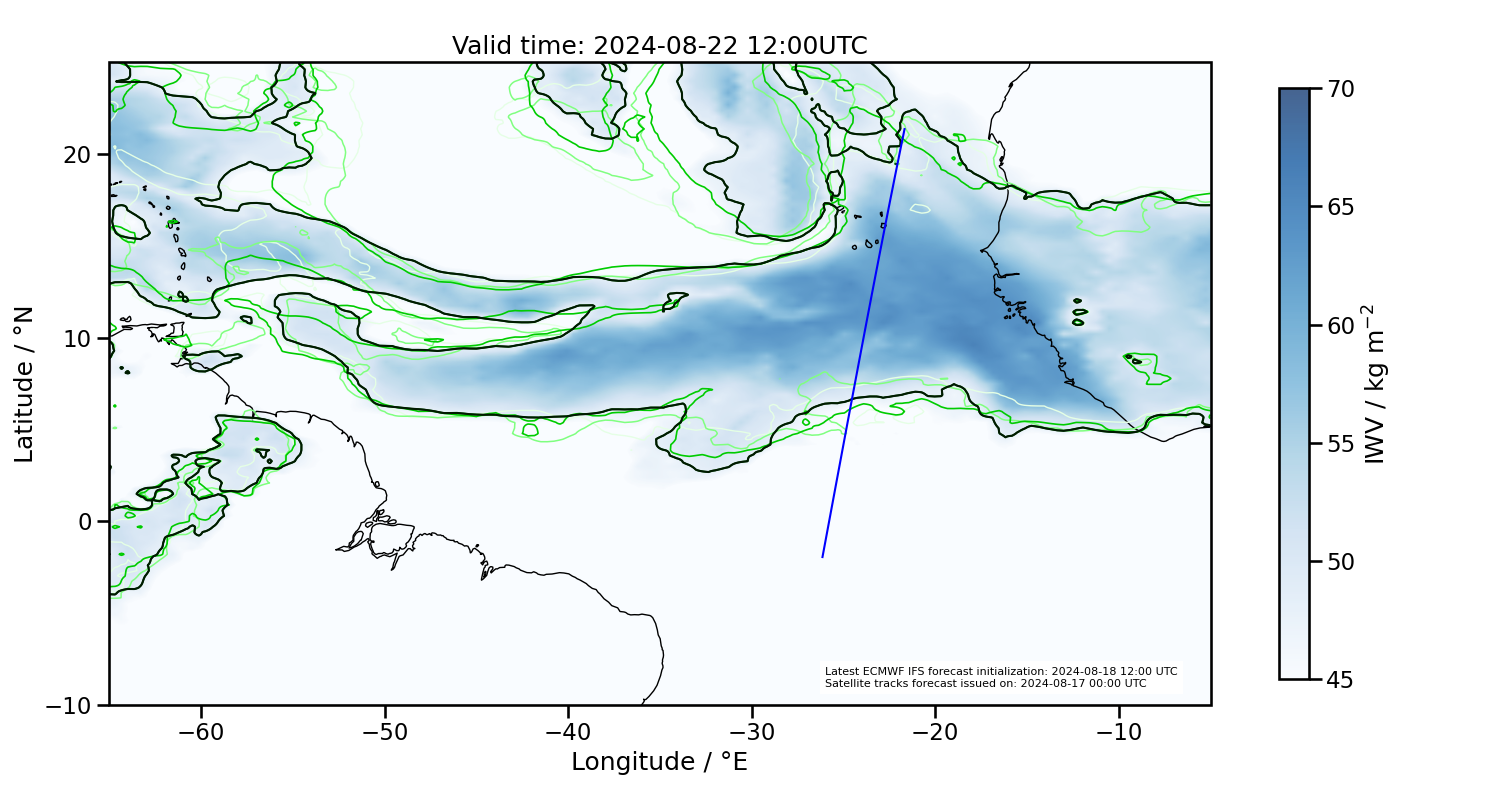 Valid time: 2024-08-22 12:00UTC
70
65
60
55
50
45
IWV / kg m⁻²
20
10
0
−10
Latitude / °N
−60
−50
−40
−30
−20
−10
Longitude / °E
Latest ECMWF IFS forecast initialization: 2024-08-18 12:00 UTC
Satellite tracks forecast issued on: 2024-08-17 00:00 UTC